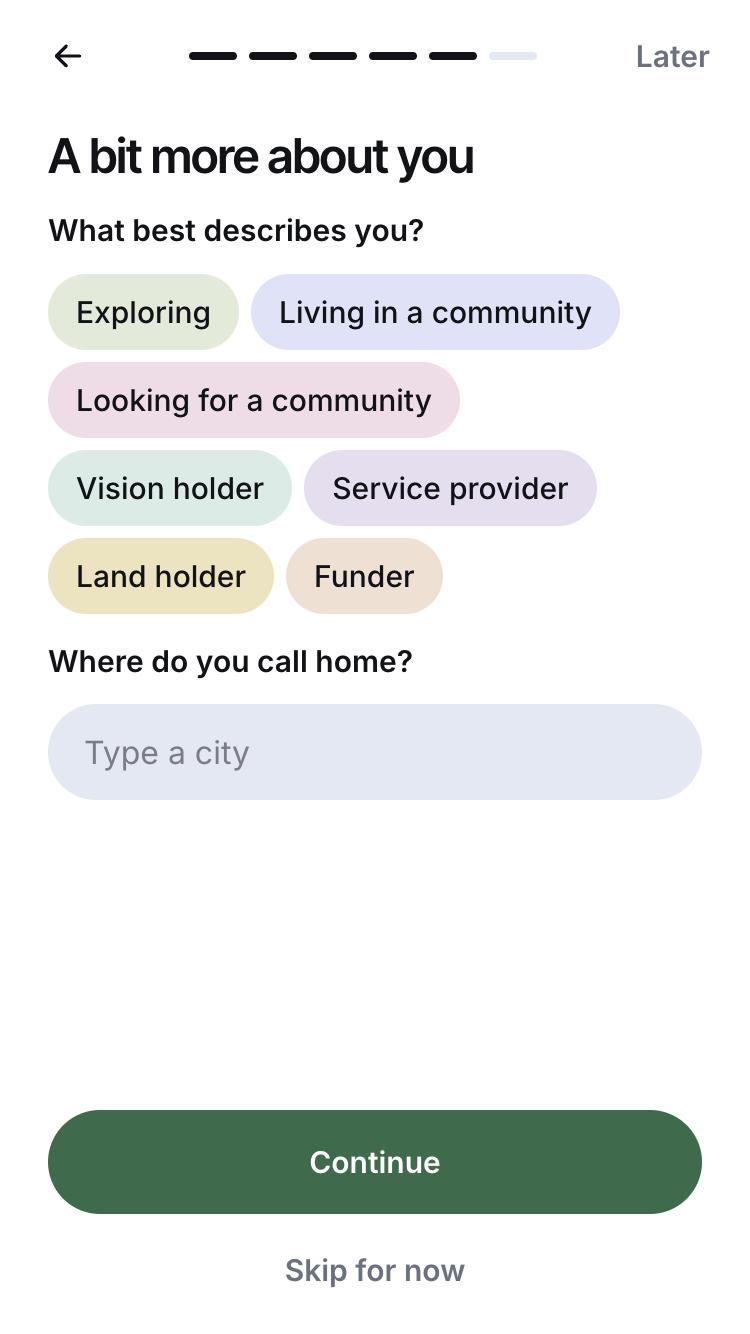 Later
A bit more about you
What best describes you?
Exploring
Living in a community
Looking for a community
Vision holder
Service provider
Land holder
Funder
Where do you call home?
Type a city
Continue
Skip for now